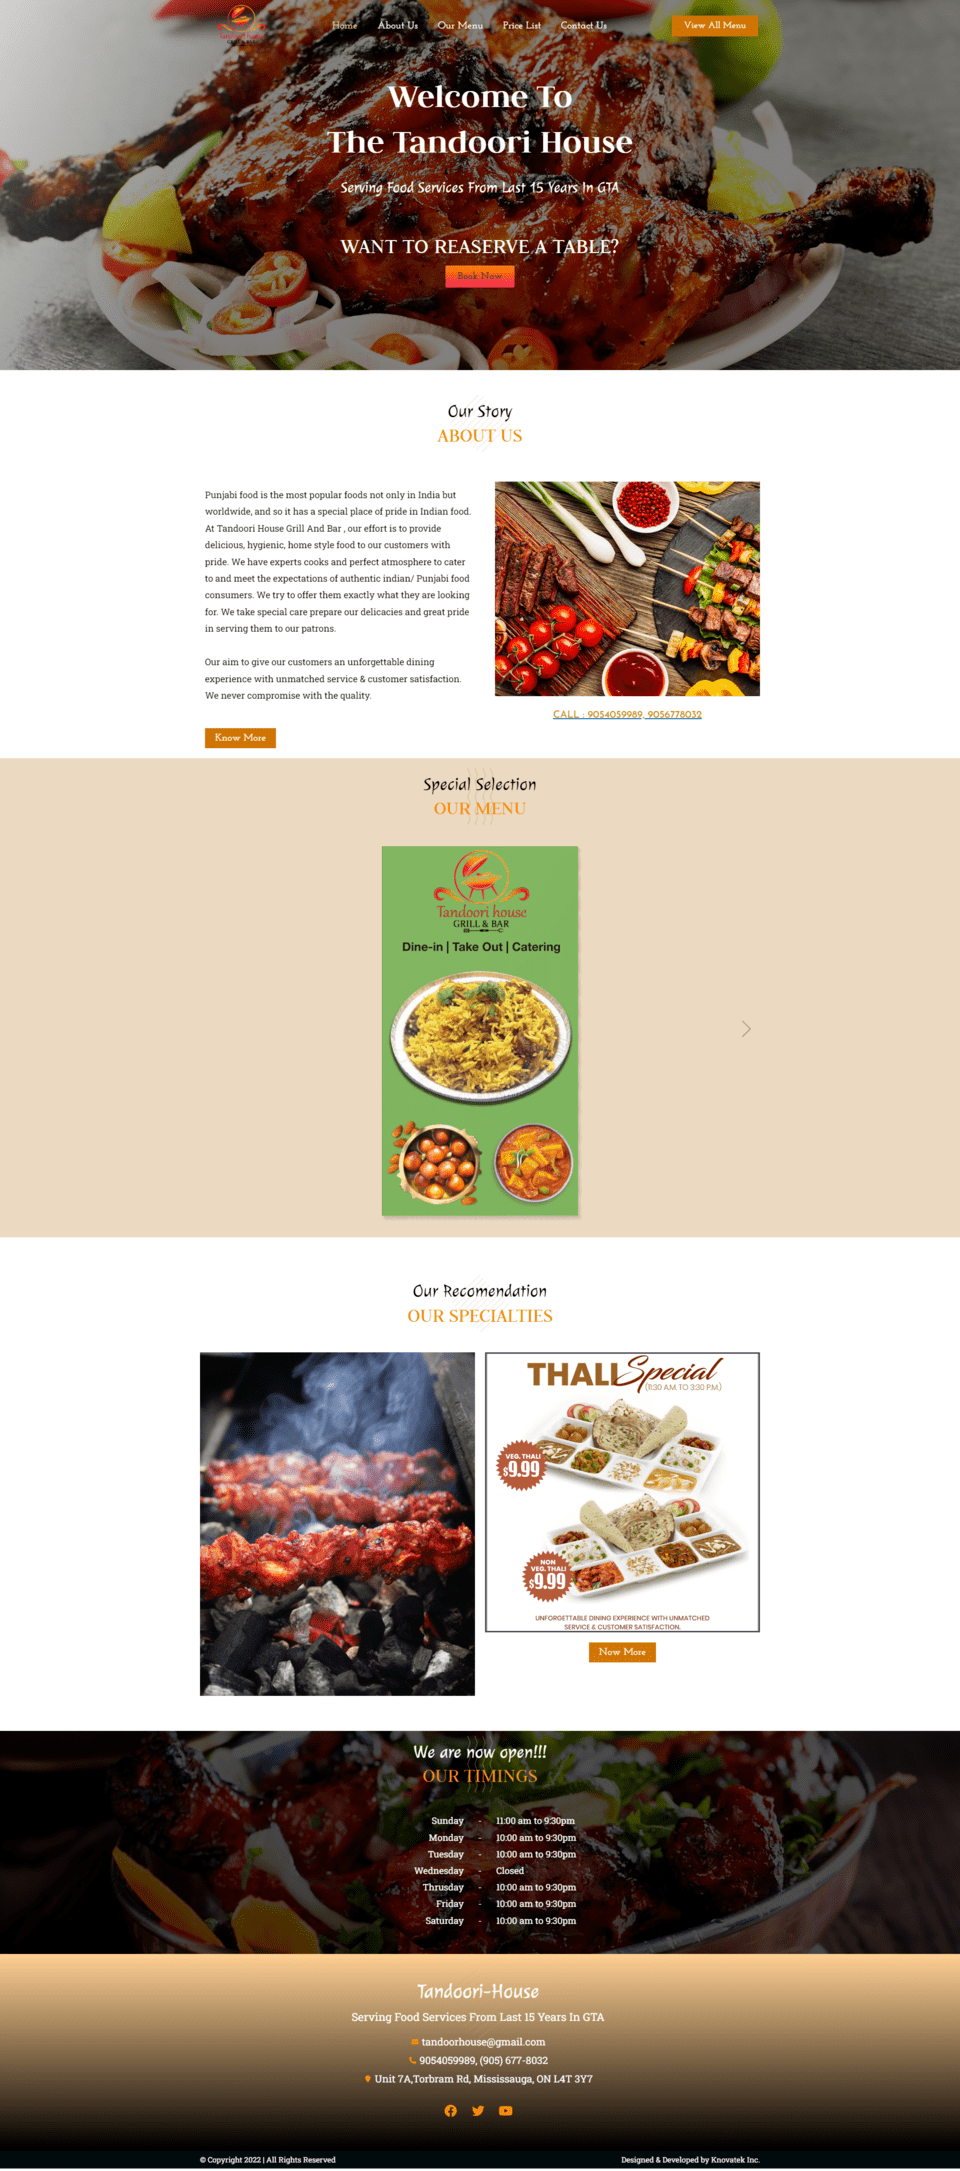 Home About Us Our Menu Price List Contact Us View All Menu
Welcome To
The Tandoori House
Serving Food Services From Last 15 Years In GTA
WANT TO REASERVE A TABLE?
Book Now
Our Story
ABOUT US
Punjabi food is the most popular foods not only in India but
worldwide, and so it has a special place of pride in Indian food.
At Tandoori House Grill And Bar , our effort is to provide
delicious, hygienic, home style food to our customers with
pride. We have experts cooks and perfect atmosphere to cater
to and meet the expectations of authentic indian/ Punjabi food
consumers. We try to offer them exactly what they are looking
for. We take special care prepare our delicacies and great pride
in serving them to our patrons.
Our aim to give our customers an unforgettable dining
experience with unmatched service & customer satisfaction.
We never compromise with the quality.
Know More
CALL : 9054059989, 9056778032
Special Selection
OUR MENU
Tandoori house
GRILL & BAR
Dine-in | Take Out | Catering
Our Recomendation
OUR SPECIALTIES
THALI Special
(11:30 A.M. TO 3:30 P.M.)
VEG. THALI
$9.99
NON
VEG. THALI
$9.99
UNFORGETTABLE DINING EXPERIENCE WITH UNMATCHED
SERVICE & CUSTOMER SATISFACTION.
Now More
We are now open!!!
OUR TIMINGS
Sunday - 11:00 am to 9:30pm
Monday - 10:00 am to 9:30pm
Tuesday - 10:00 am to 9:30pm
Wednesday - Closed
Thrusday - 10:00 am to 9:30pm
Friday - 10:00 am to 9:30pm
Saturday - 10:00 am to 9:30pm
Tandoori-House
Serving Food Services From Last 15 Years In GTA
tandoorhouse@gmail.com
9054059989, (905) 677-8032
Unit 7A,Torbram Rd, Mississauga, ON L4T 3Y7
© Copyright 2022 | All Rights Reserved
Designed & Developed by Knovatek Inc.